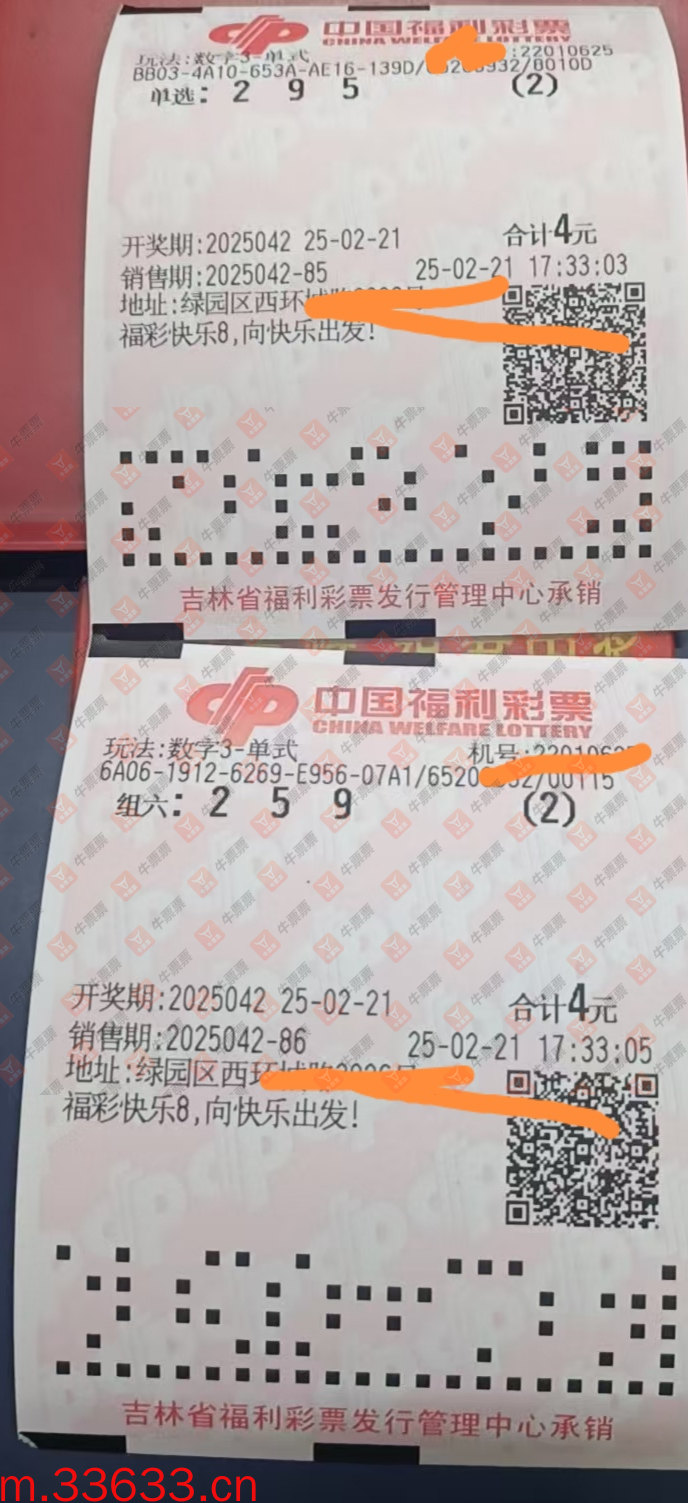 中国福利彩票
CHINA WELFARE LOTTERY
玩法:数字3-单式 :22010625
BB03-4A10-653A-AE16-139D/ 932/8010D
单选: 2 9 5 (2)
开奖期:2025042 25-02-21 合计4元
销售期:2025042-85 25-02-21 17:33:03
地址:绿园区西环
福彩快乐8,向快乐出发!
吉林省福利彩票发行管理中心承销
中国福利彩票
CHINA WELFARE LOTTERY
玩法:数字3-单式 机号:
6A06-1912-6269-E956-07A1/6520
组六: 2 5 9 (2)
开奖期:2025042 25-02-21 合计4元
销售期:2025042-86 25-02-21 17:33:05
地址:绿园区西环
福彩快乐8,向快乐出发!
吉林省福利彩票发行管理中心承销
牛票票
m.33633.cn